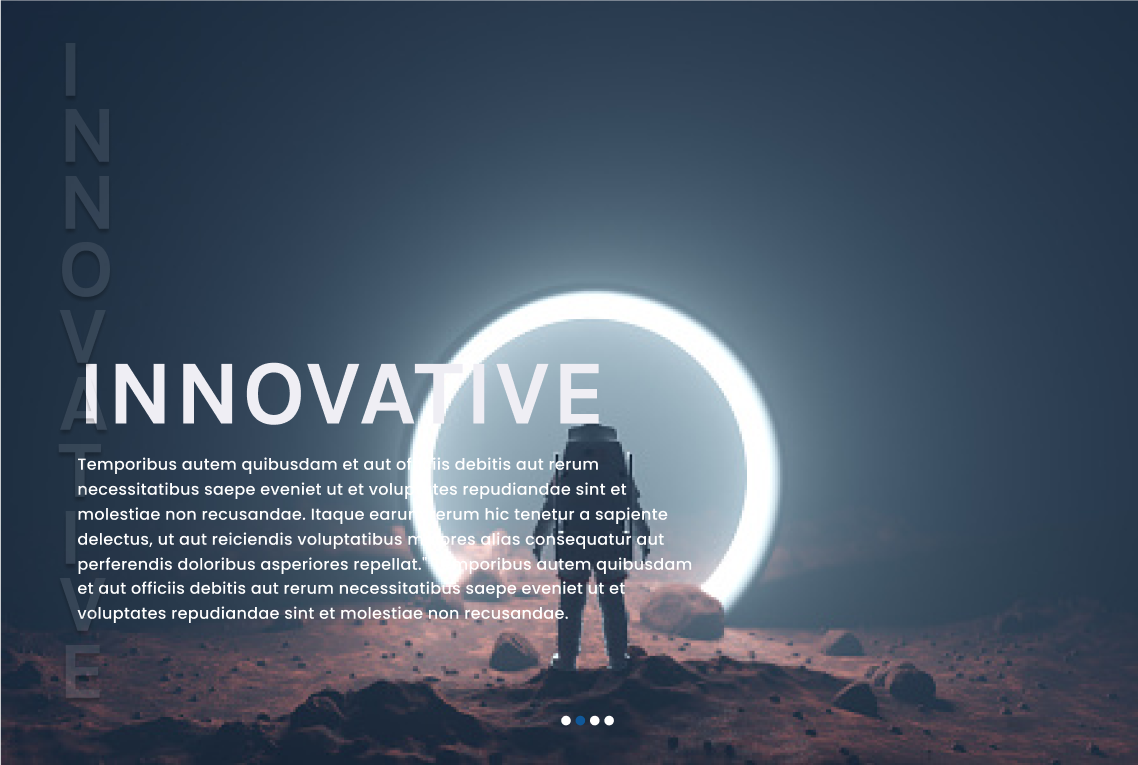 INNOVATIVE
INNOVATIVE
Temporibus autem quibusdam et aut officiis debitis aut rerum
necessitatibus saepe eveniet ut et voluptates repudiandae sint et
molestiae non recusandae. Itaque earum rerum hic tenetur a sapiente
delectus, ut aut reiciendis voluptatibus maiores alias consequatur aut
perferendis doloribus asperiores repellat." Temporibus autem quibusdam
et aut officiis debitis aut rerum necessitatibus saepe eveniet ut et
voluptates repudiandae sint et molestiae non recusandae.